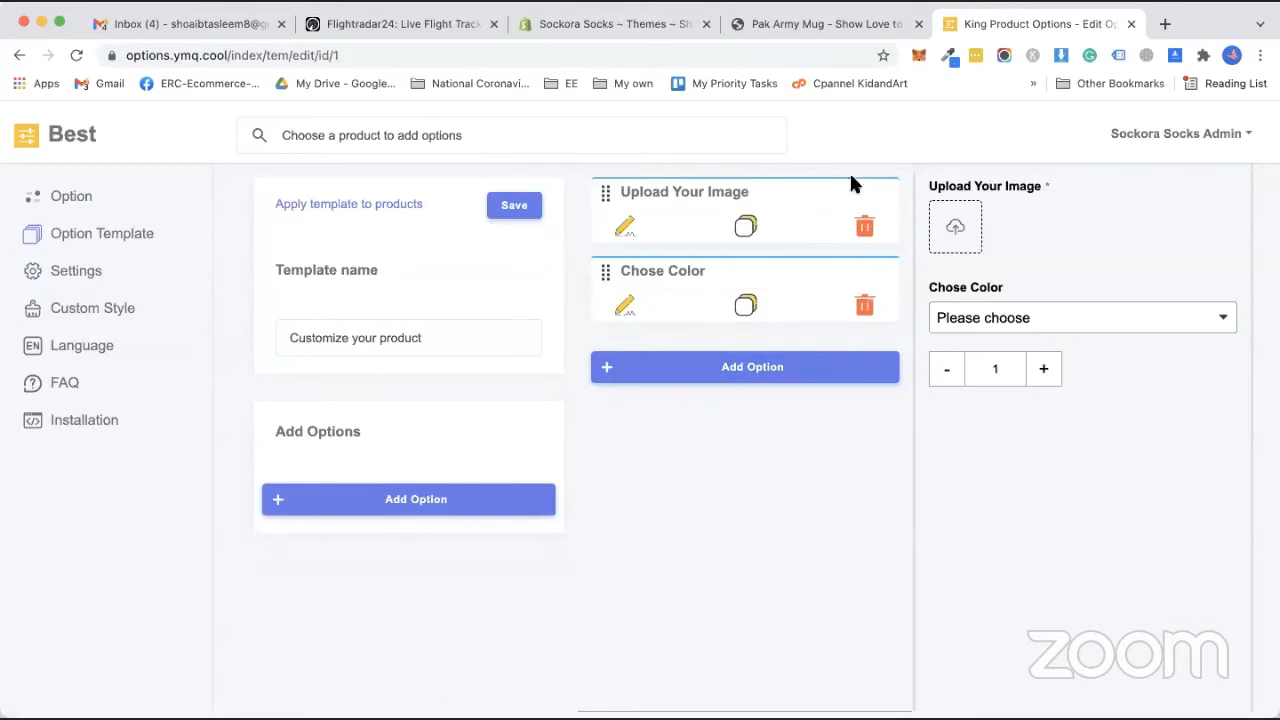 Inbox (4) - shoaibtasleem8@g
Flightradar24: Live Flight Track
Sockora Socks ~ Themes ~ Sh
Pak Army Mug - Show Love to
King Product Options - Edit Op
options.ymq.cool/index/tem/edit/id/1
Apps
Gmail
ERC-Ecommerce-...
My Drive - Google...
National Coronavi...
EE
My own
My Priority Tasks
Cpannel KidandArt
»
Other Bookmarks
Reading List
Best
Choose a product to add options
Sockora Socks Admin
Option
Option Template
Settings
Custom Style
EN Language
FAQ
Installation
Apply template to products
Save
Template name
Customize your product
Add Options
+ Add Option
Upload Your Image
Chose Color
+ Add Option
Upload Your Image *
Chose Color
Please choose
- 1 +
zoom